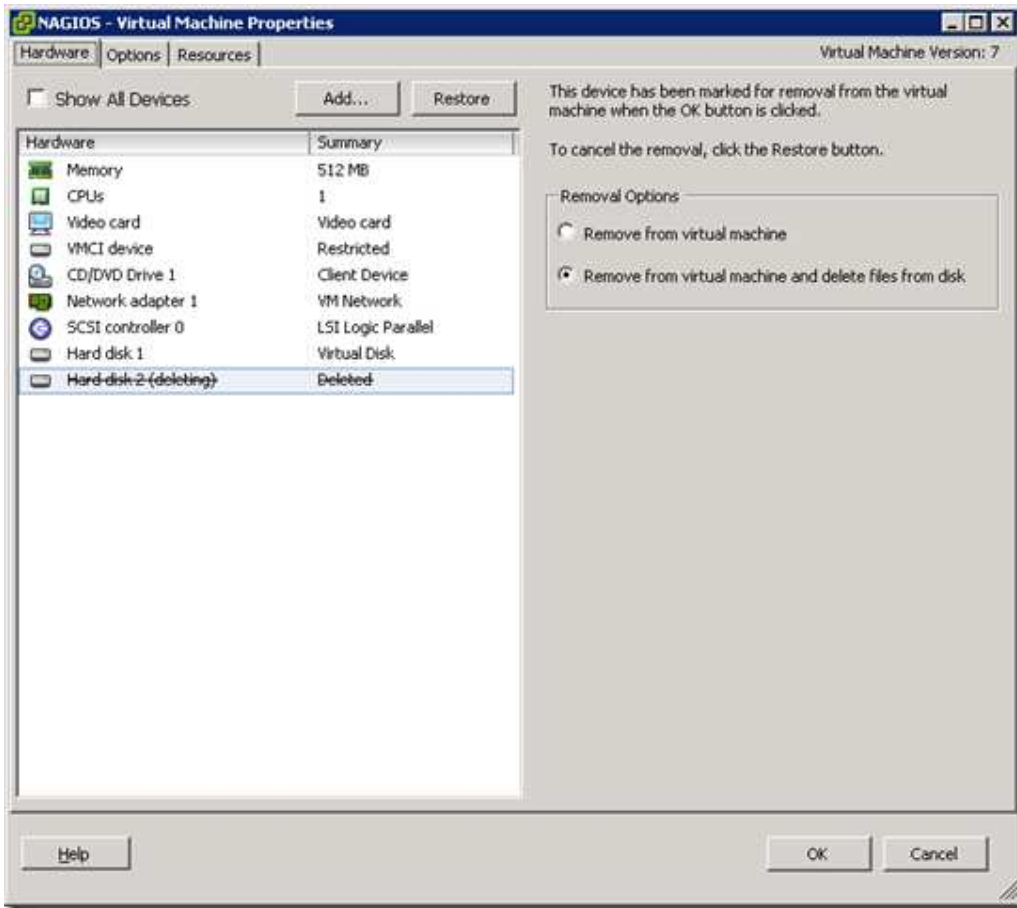 NAGIOS - Virtual Machine Properties
Hardware Options Resources Virtual Machine Version: 7
Show All Devices Add... Restore
Hardware Summary
Memory 512 MB
CPUs 1
Video card Video card
VMCI device Restricted
CD/DVD Drive 1 Client Device
Network adapter 1 VM Network
SCSI controller 0 LSI Logic Parallel
Hard disk 1 Virtual Disk
Hard disk 2 (deleting) Deleted
This device has been marked for removal from the virtual
machine when the OK button is clicked.
To cancel the removal, click the Restore button.
Removal Options
Remove from virtual machine
Remove from virtual machine and delete files from disk
Help OK Cancel